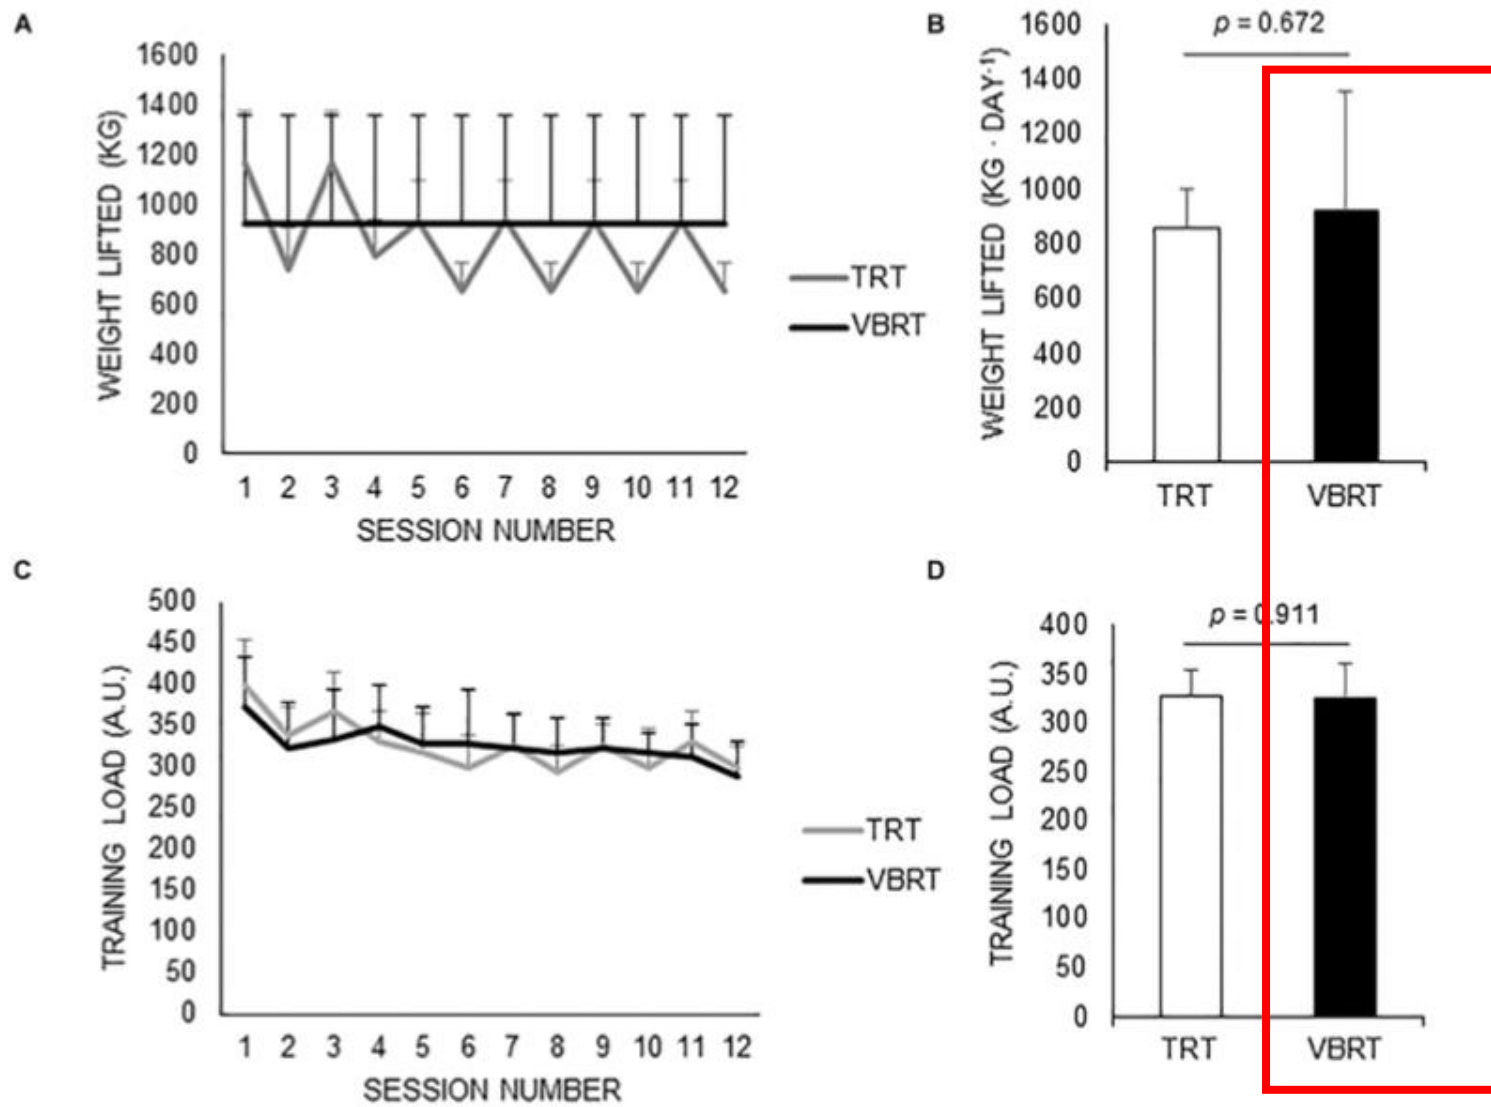 A
1600
1400
1200
1000
800
600
400
200
0
WEIGHT LIFTED (KG)
1 2 3 4 5 6 7 8 9 10 11 12
SESSION NUMBER
TRT
VBRT
B
p = 0.672
1600
1400
1200
1000
800
600
400
200
0
WEIGHT LIFTED (KG · DAY-1)
TRT VBRT
C
500
450
400
350
300
250
200
150
100
50
0
TRAINING LOAD (A.U.)
1 2 3 4 5 6 7 8 9 10 11 12
SESSION NUMBER
TRT
VBRT
D
p = 0.911
400
350
300
250
200
150
100
50
0
TRAINING LOAD (A.U.)
TRT VBRT